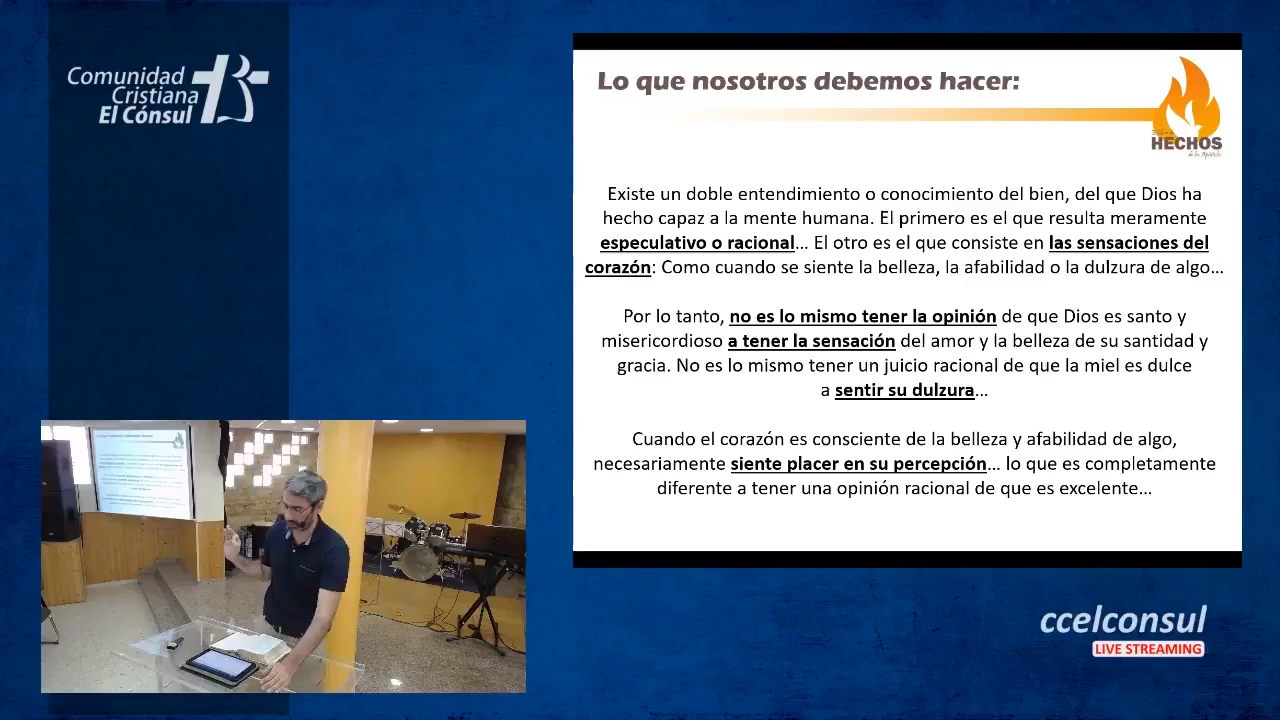 Comunidad
Cristiana
El Cónsul
Lo que nosotros debemos hacer:
HECHOS
de los Apóstoles
Existe un doble entendimiento o conocimiento del bien, del que Dios ha
hecho capaz a la mente humana. El primero es el que resulta meramente
especulativo o racional... El otro es el que consiste en las sensaciones del
corazón: Como cuando se siente la belleza, la afabilidad o la dulzura de algo...
Por lo tanto, no es lo mismo tener la opinión de que Dios es santo y
misericordioso a tener la sensación del amor y la belleza de su santidad y
gracia. No es lo mismo tener un juicio racional de que la miel es dulce
a sentir su dulzura...
Cuando el corazón es consciente de la belleza y afabilidad de algo,
necesariamente siente placer en su percepción... lo que es completamente
diferente a tener una opinión racional de que es excelente...
ccelconsul
LIVE STREAMING